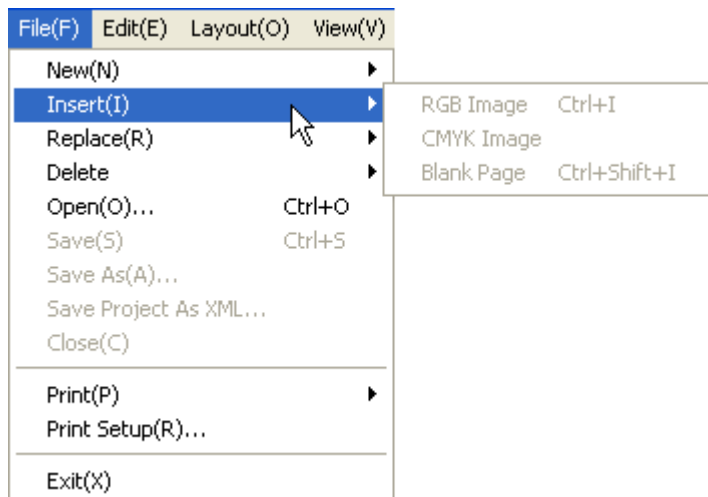 File(F) Edit(E) Layout(O) View(V)
New(N)
Insert(I)
RGB Image Ctrl+I
CMYK Image
Blank Page Ctrl+Shift+I
Replace(R)
Delete
Open(O)... Ctrl+O
Save(S) Ctrl+S
Save As(A)...
Save Project As XML...
Close(C)
Print(P)
Print Setup(R)...
Exit(X)